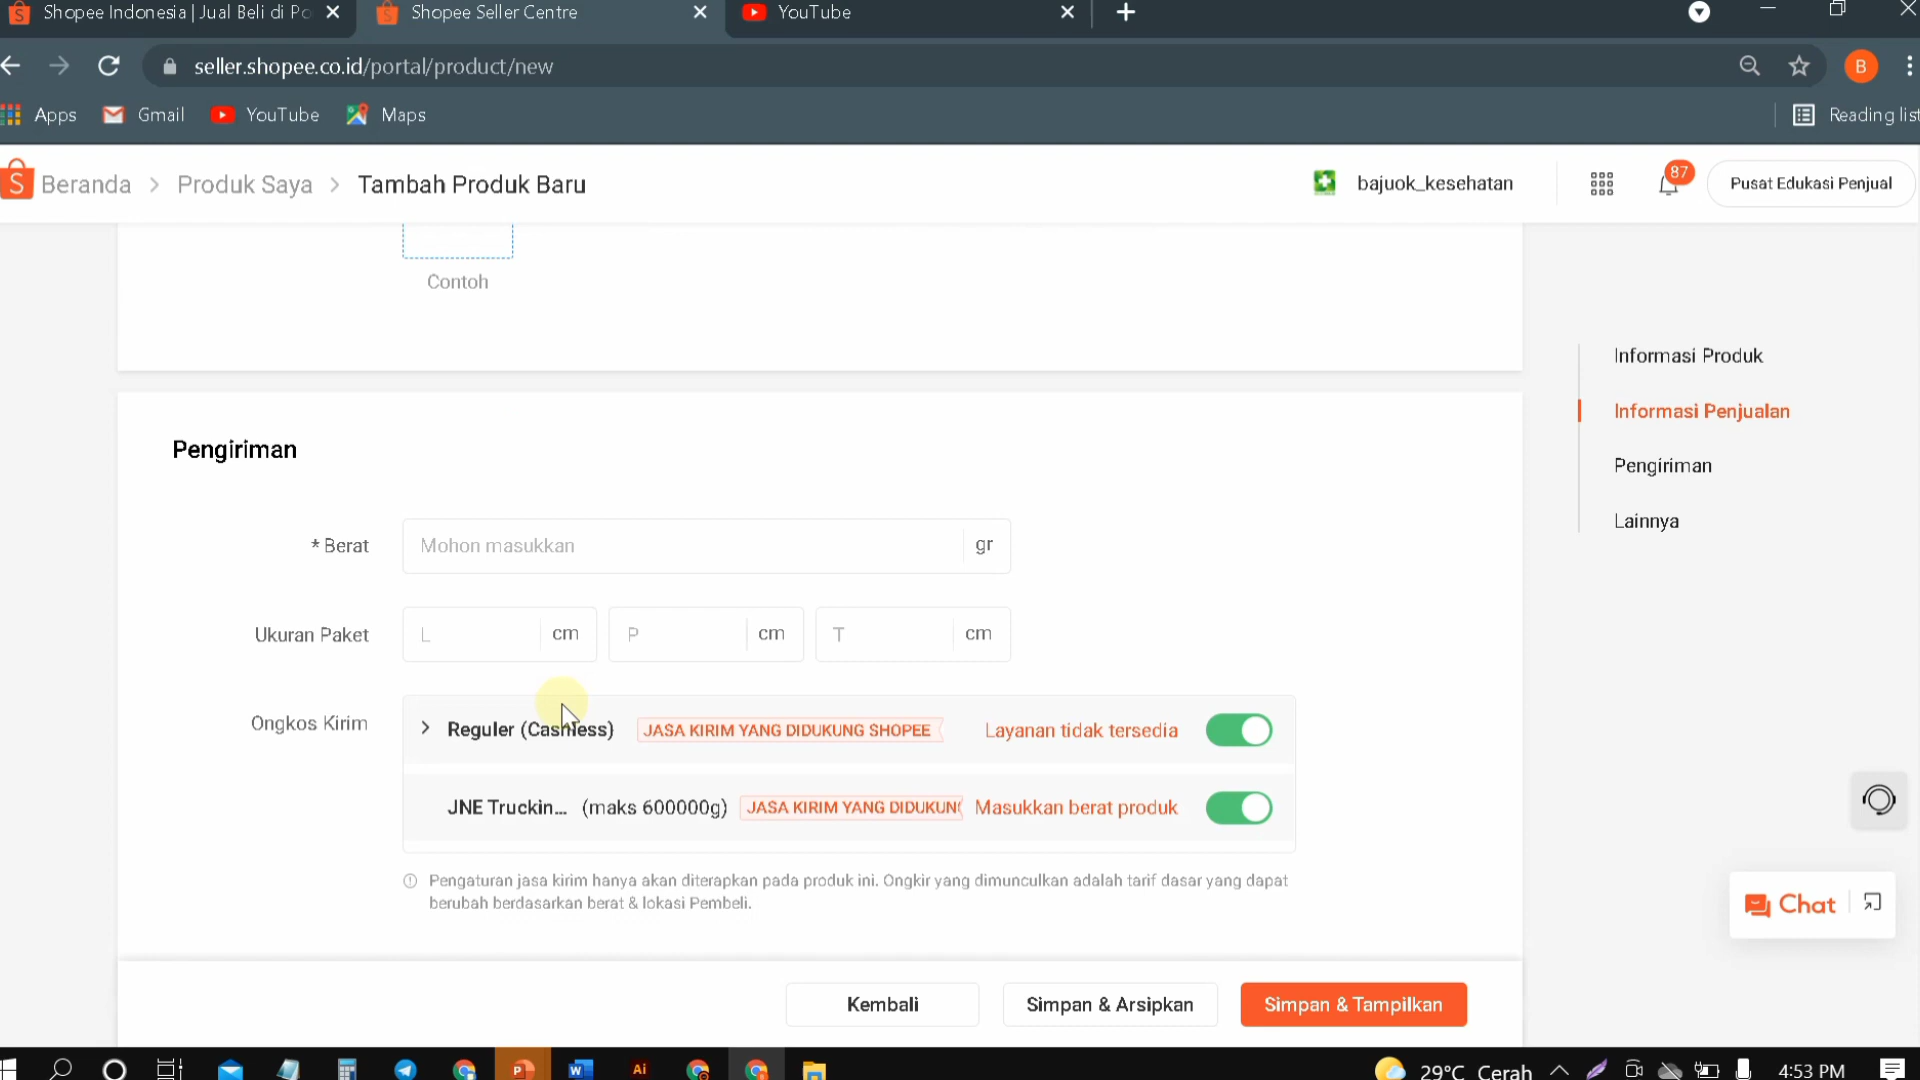 Shopee Indonesia | Jual Beli di Po
Shopee Seller Centre
YouTube
seller.shopee.co.id/portal/product/new
B
Apps
Gmail
YouTube
Maps
Reading list
Beranda > Produk Saya > Tambah Produk Baru
bajuok_kesehatan
87
Pusat Edukasi Penjual
Contoh
Informasi Produk
Informasi Penjualan
Pengiriman
Lainnya
Pengiriman
* Berat
Mohon masukkan
gr
Ukuran Paket
L cm
P cm
T cm
Ongkos Kirim
Reguler (Cashless) JASA KIRIM YANG DIDUKUNG SHOPEE Layanan tidak tersedia
JNE Truckin... (maks 600000g) JASA KIRIM YANG DIDUKUN Masukkan berat produk
Pengaturan jasa kirim hanya akan diterapkan pada produk ini. Ongkir yang dimunculkan adalah tarif dasar yang dapat
berubah berdasarkan berat & lokasi Pembeli.
Chat
Kembali
Simpan & Arsipkan
Simpan & Tampilkan
29°C Cerah
4:53 PM